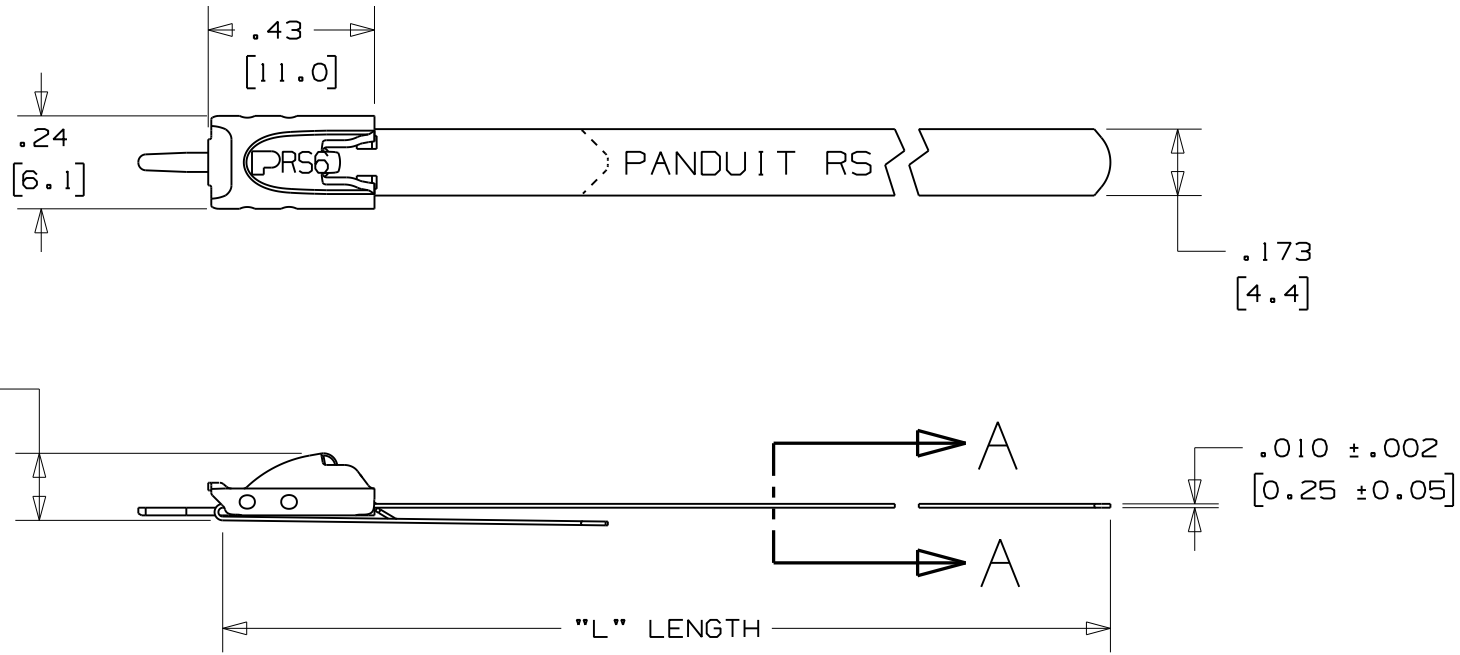 .43
[11.0]
.24
[6.1]
PRS6
PANDUIT RS
.173
[4.4]
A
.010 ±.002
[0.25 ±0.05]
A
"L" LENGTH